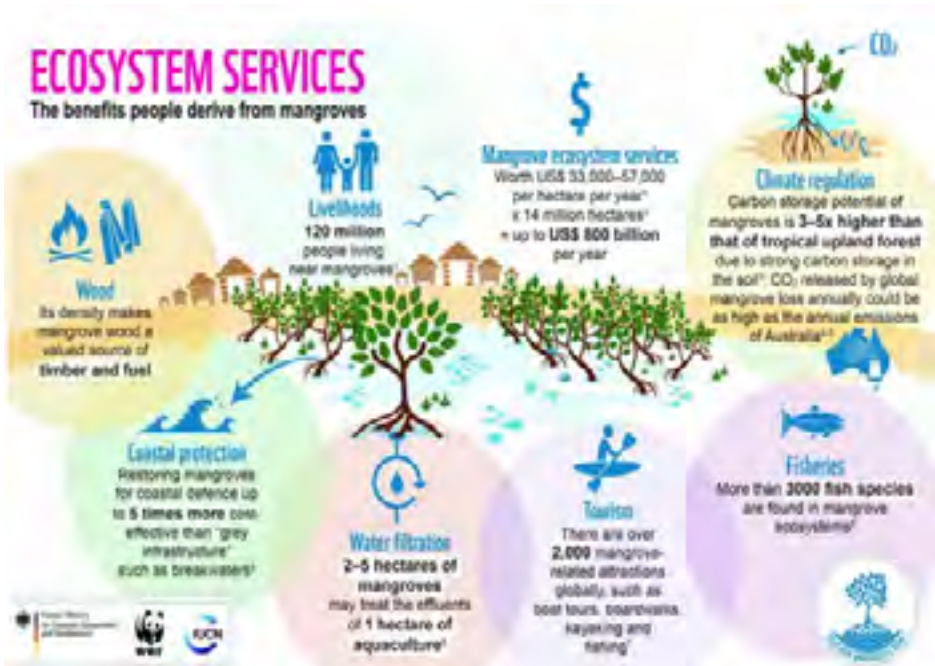 ECOSYSTEM SERVICES
The benefits people derive from mangroves
Wood
Its density makes
mangrove wood a
valued source of
timber and fuel
Livelihoods
120 million
people living
near mangroves
$
Mangrove ecosystem services
Worth US$ 33,000–57,000
per hectare per year
x 14 million hectares
= up to US$ 800 billion
per year
CO₂
Climate regulation
Carbon storage potential of
mangroves is 3–5x higher than
that of tropical upland forest
due to strong carbon storage in
the soil CO₂ released by global
mangrove loss annually could be
as high as the annual emissions
of Australia
Coastal protection
Restoring mangroves
for coastal defence up
to 5 times more cost-
effective than "grey
infrastructure"
such as breakwaters
Water filtration
2–5 hectares of
mangroves
may treat the effluents
of 1 hectare of
aquaculture
Tourism
There are over
2,000 mangrove-
related attractions
globally, such as
boat tours, boardwalks,
kayaking and
fishing
Fisheries
More than 3000 fish species
are found in mangrove
ecosystems
WWF
IUCN